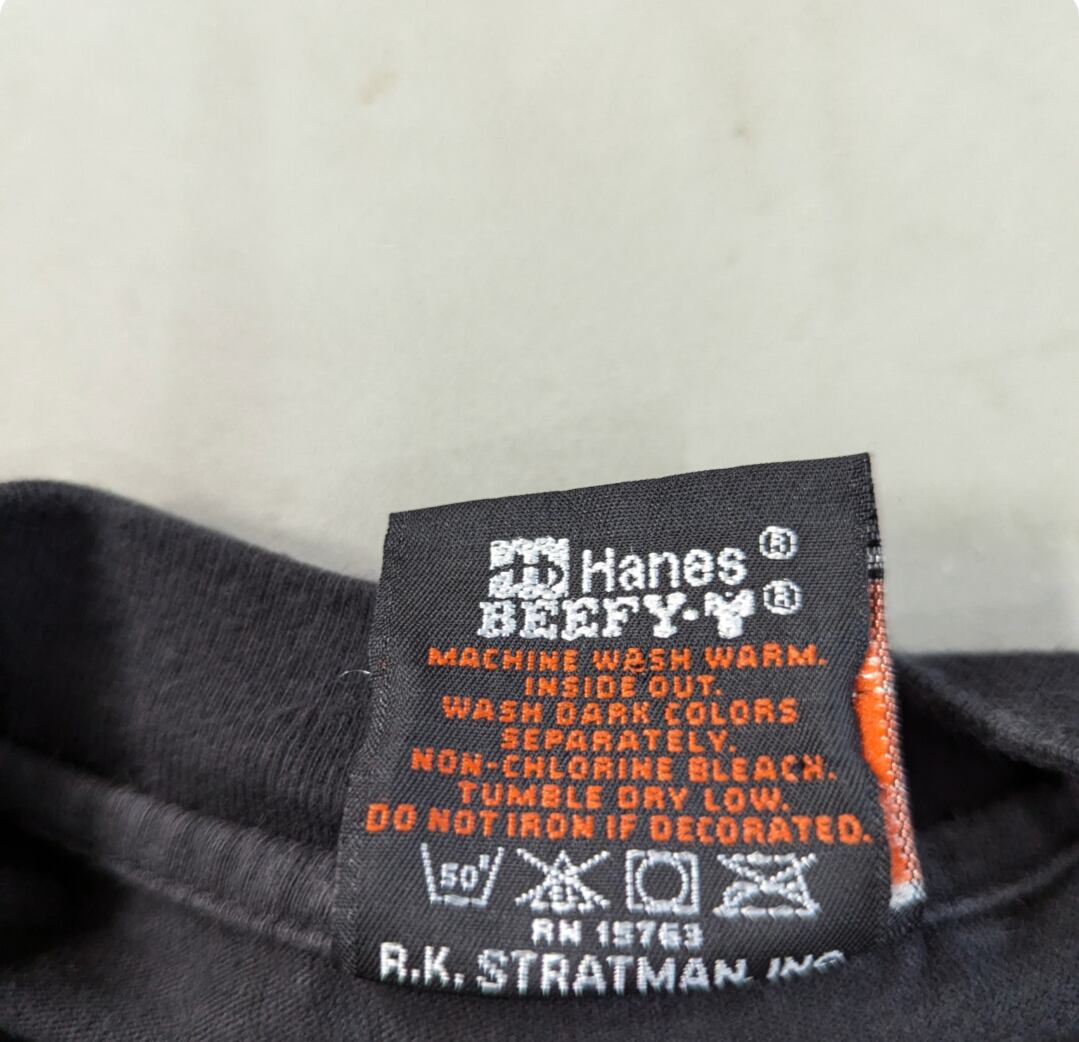 Hanes®
BEEFY-T®
MACHINE WASH WARM.
INSIDE OUT.
WASH DARK COLORS
SEPARATELY.
NON-CHLORINE BLEACH.
TUMBLE DRY LOW.
DO NOT IRON IF DECORATED.
50°
RN 15763
R.K. STRATMAN, INC